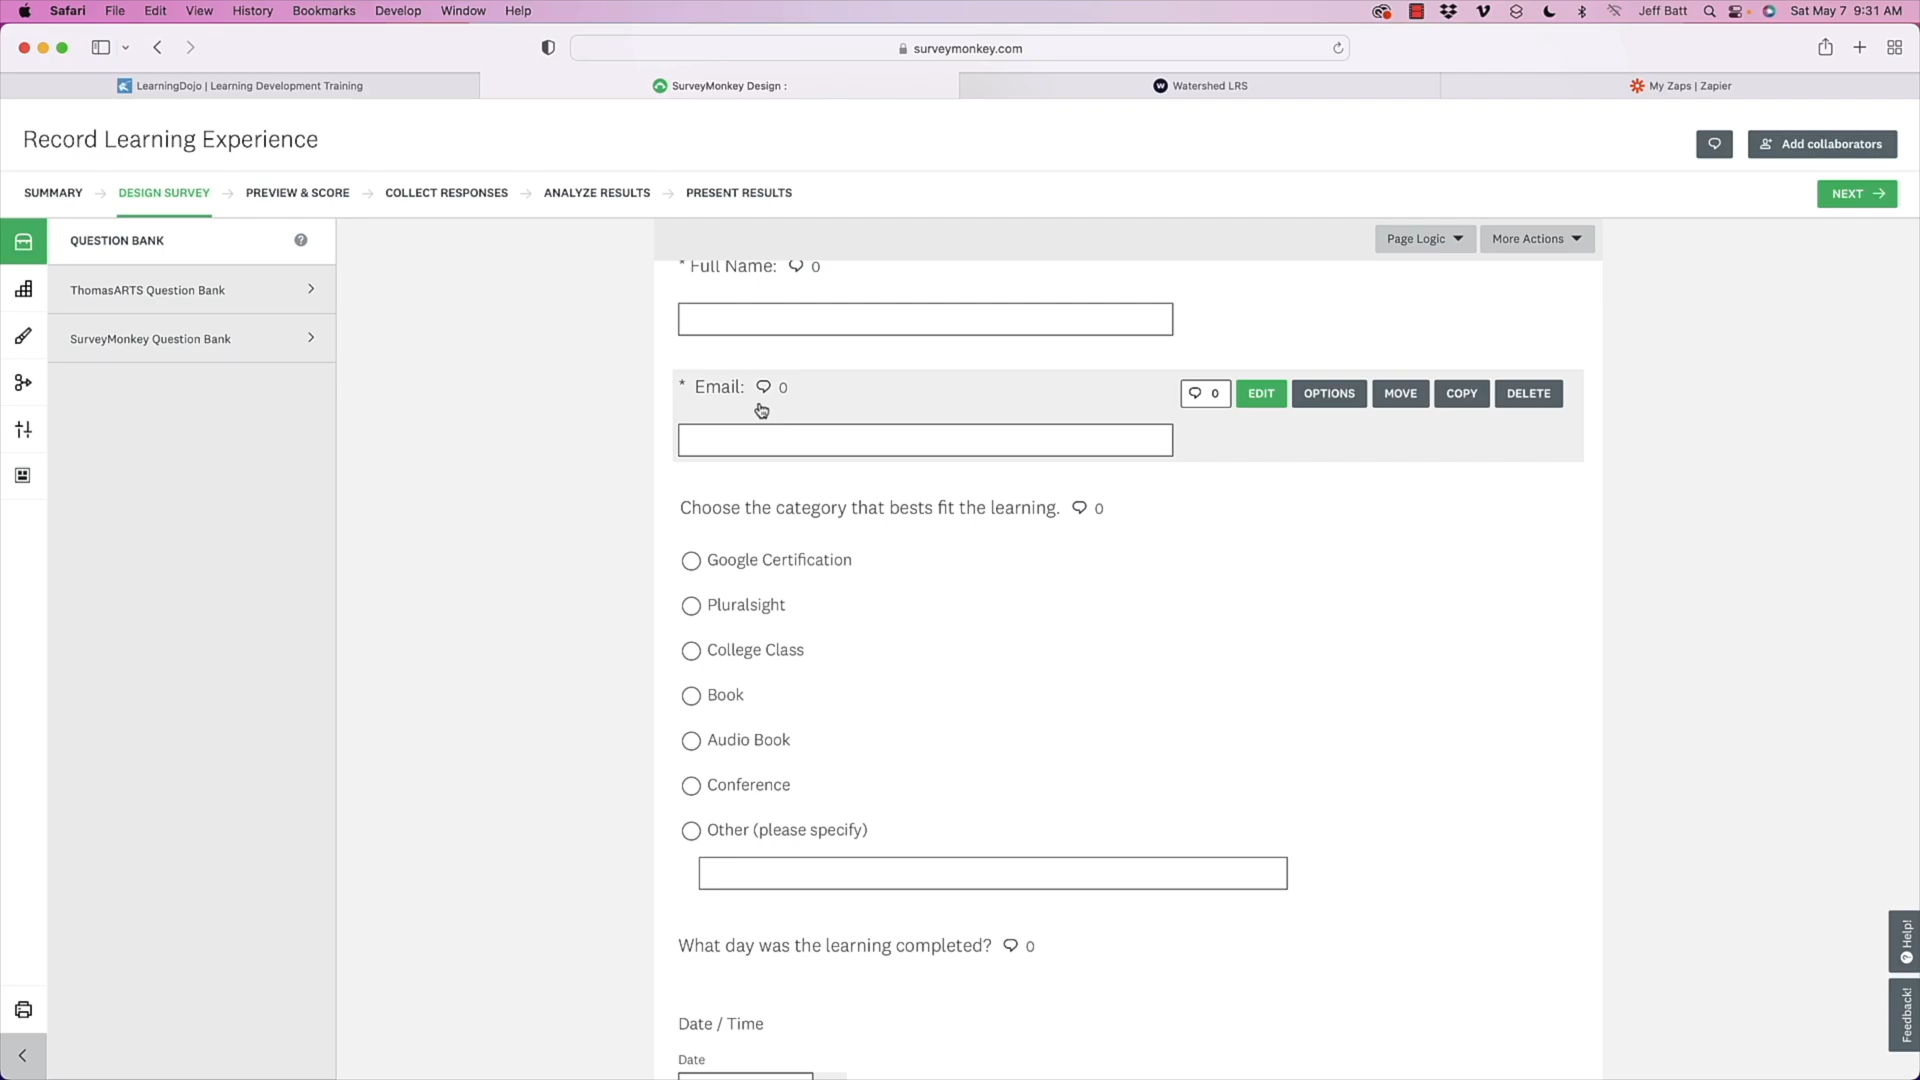 Safari File Edit View History Bookmarks Develop Window Help Jeff Batt Sat May 7 9:31 AM
surveymonkey.com
LearningDojo | Learning Development Training SurveyMonkey Design : Watershed LRS My Zaps | Zapier
Record Learning Experience
Add collaborators
SUMMARY DESIGN SURVEY PREVIEW & SCORE COLLECT RESPONSES ANALYZE RESULTS PRESENT RESULTS NEXT
QUESTION BANK
Page Logic More Actions
ThomasARTS Question Bank
SurveyMonkey Question Bank
* Full Name: 0
* Email: 0
0 EDIT OPTIONS MOVE COPY DELETE
Choose the category that bests fit the learning. 0
Google Certification
Pluralsight
College Class
Book
Audio Book
Conference
Other (please specify)
What day was the learning completed? 0
Date / Time
Date
Help!
Feedback!